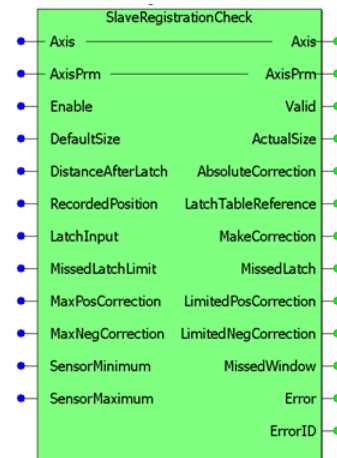 SlaveRegistrationCheck
Axis Axis
AxisPrm AxisPrm
Enable Valid
DefaultSize ActualSize
DistanceAfterLatch AbsoluteCorrection
RecordedPosition LatchTableReference
LatchInput MakeCorrection
MissedLatchLimit MissedLatch
MaxPosCorrection LimitedPosCorrection
MaxNegCorrection LimitedNegCorrection
SensorMinimum MissedWindow
SensorMaximum Error
ErrorID